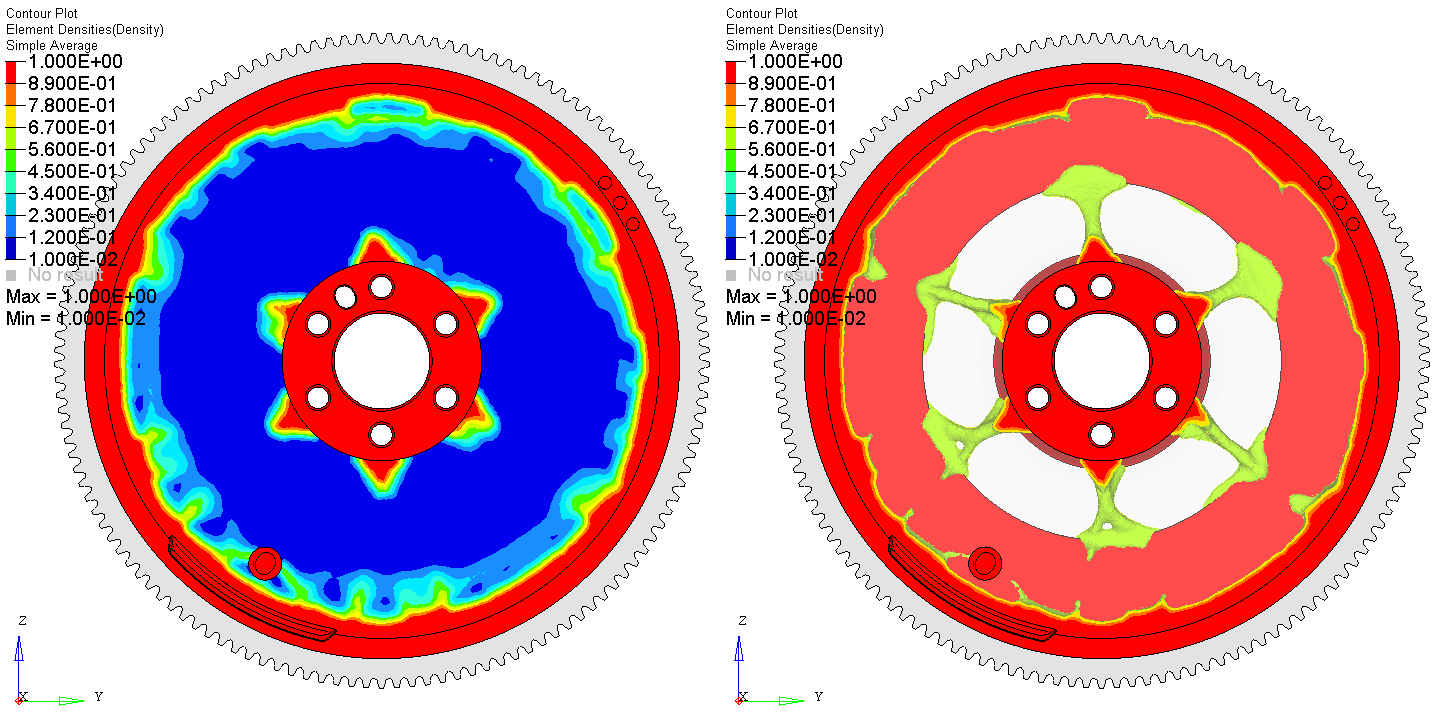 Contour Plot
Element Densities(Density)
Simple Average
1.000E+00
8.900E-01
7.800E-01
6.700E-01
5.600E-01
4.500E-01
3.400E-01
2.300E-01
1.200E-01
1.000E-02
No result
Max = 1.000E+00
Min = 1.000E-02
Z
X
Y
Contour Plot
Element Densities(Density)
Simple Average
1.000E+00
8.900E-01
7.800E-01
6.700E-01
5.600E-01
4.500E-01
3.400E-01
2.300E-01
1.200E-01
1.000E-02
No result
Max = 1.000E+00
Min = 1.000E-02
Z
X
Y